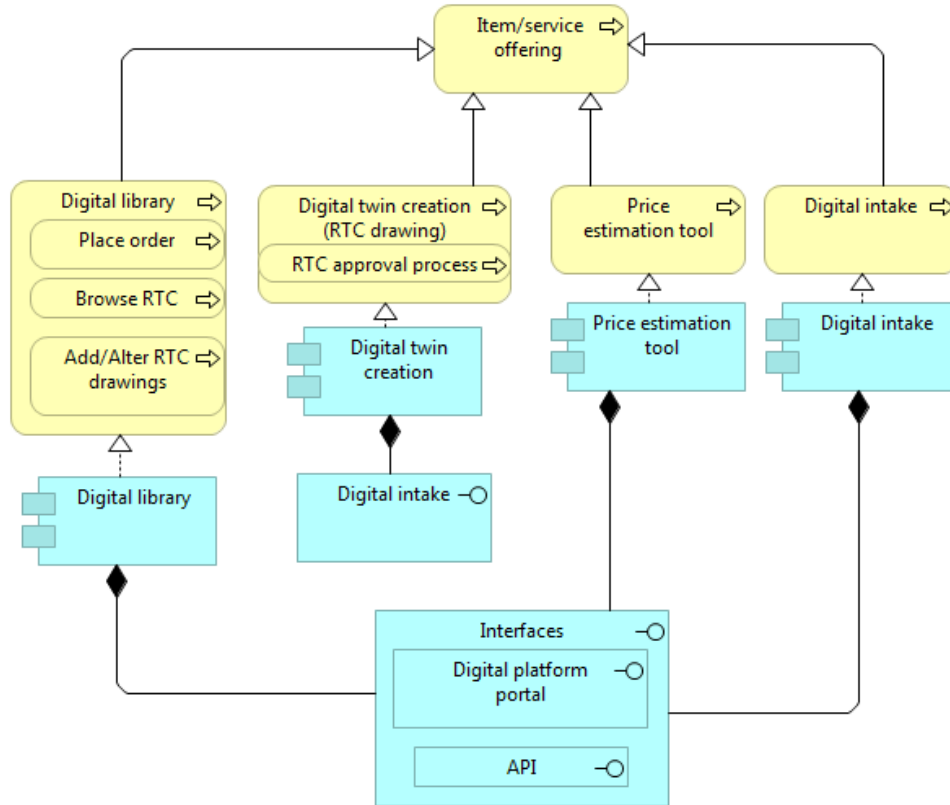 Item/service
offering
Digital library
Place order
Browse RTC
Add/Alter RTC
drawings
Digital twin creation
(RTC drawing)
RTC approval process
Price
estimation tool
Digital intake
Digital twin
creation
Price estimation
tool
Digital intake
Digital library
Digital intake
Interfaces
Digital platform
portal
API